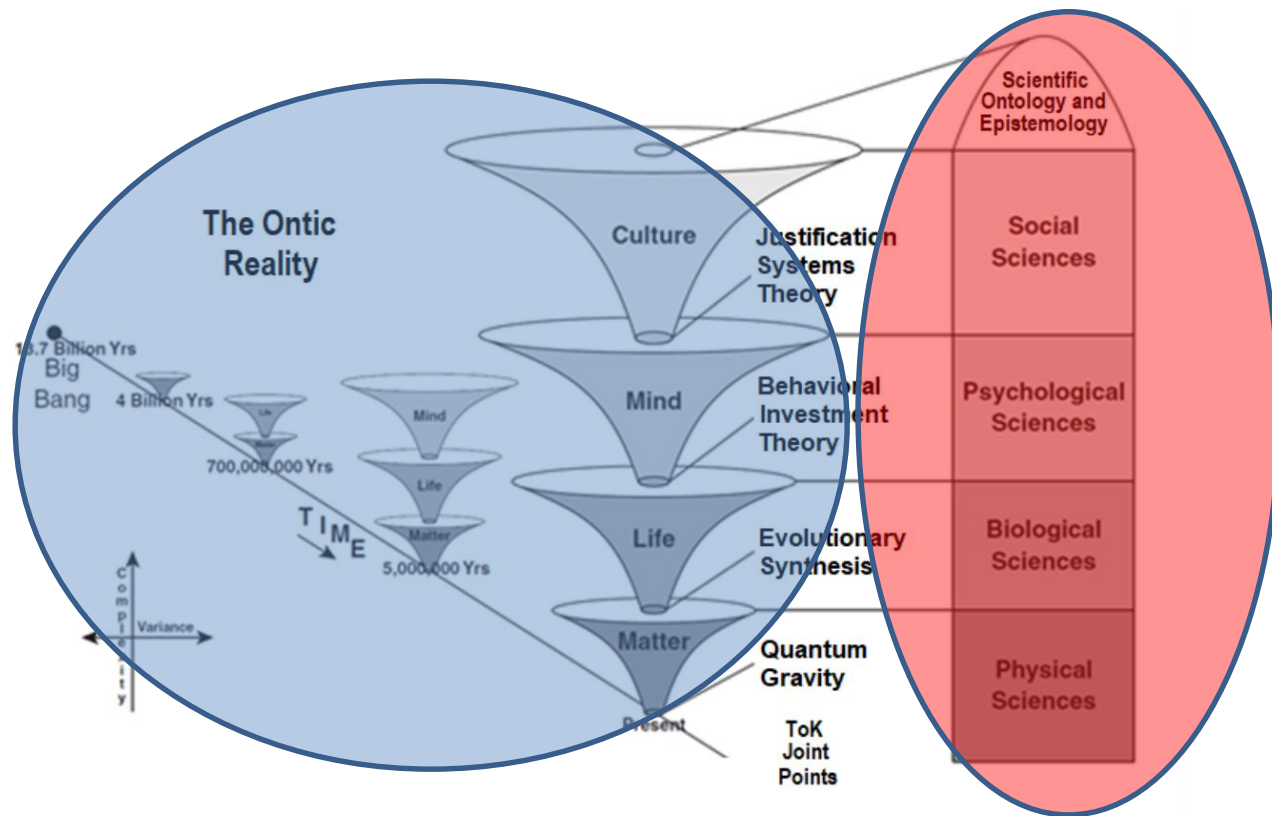 The Ontic
Reality
13.7 Billion Yrs
Big
Bang
4 Billion Yrs
Life
Matter
700,000,000 Yrs
Mind
Life
Matter
5,000,000 Yrs
TIME
Complexity
Variance
Culture
Mind
Life
Matter
Present
Justification
Systems
Theory
Behavioral
Investment
Theory
Evolutionary
Synthesis
Quantum
Gravity
ToK
Joint
Points
Scientific
Ontology and
Epistemology
Social
Sciences
Psychological
Sciences
Biological
Sciences
Physical
Sciences